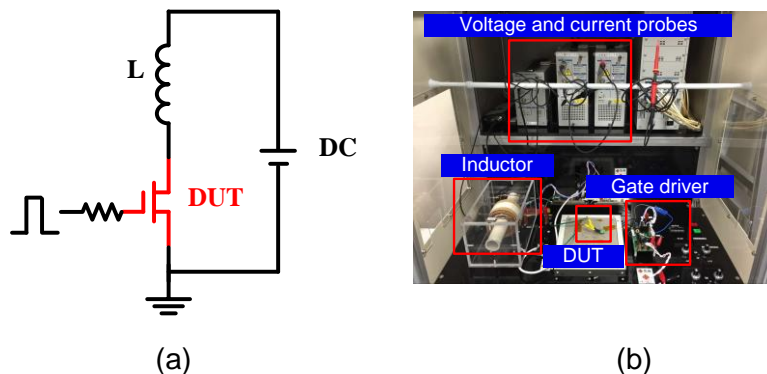 L
DC
DUT
Voltage and current probes
Inductor
Gate driver
DUT
(a)
(b)